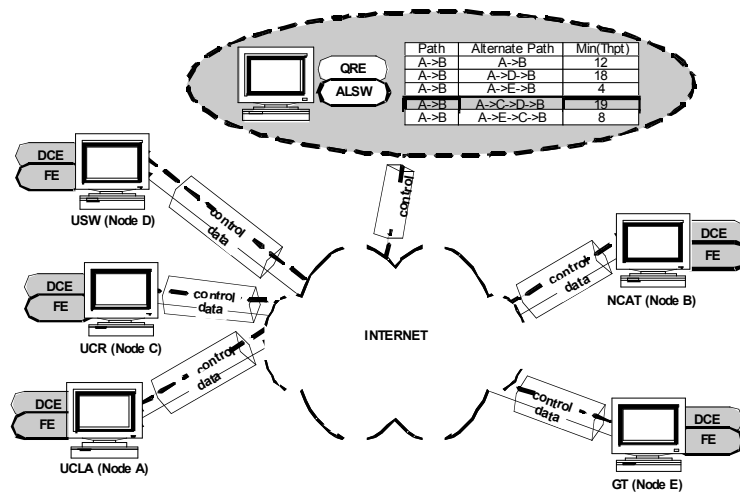 Path Alternate Path Min(Thpt)
A->B A->B 12
A->B A->D->B 18
A->B A->E->B 4
A->B A->C->D->B 19
A->B A->E->C->B 8
QRE
ALSW
control
DCE
FE
USW (Node D)
control
data
DCE
FE
UCR (Node C)
control
data
DCE
FE
UCLA (Node A)
control
data
INTERNET
control
data
DCE
FE
NCAT (Node B)
control
data
DCE
FE
GT (Node E)